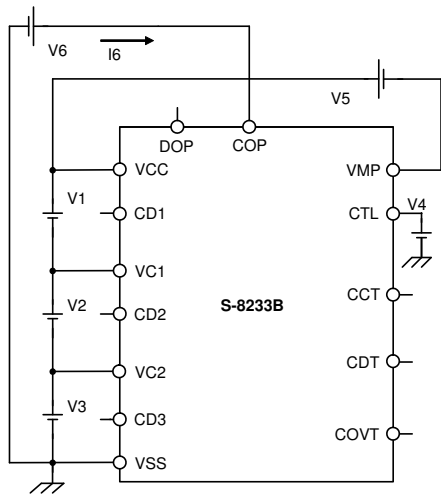 V6
I6
V5
DOP
COP
VCC
VMP
V1
V4
CD1
CTL
VC1
V2
CCT
S-8233B
CD2
CDT
VC2
V3
CD3
COVT
VSS